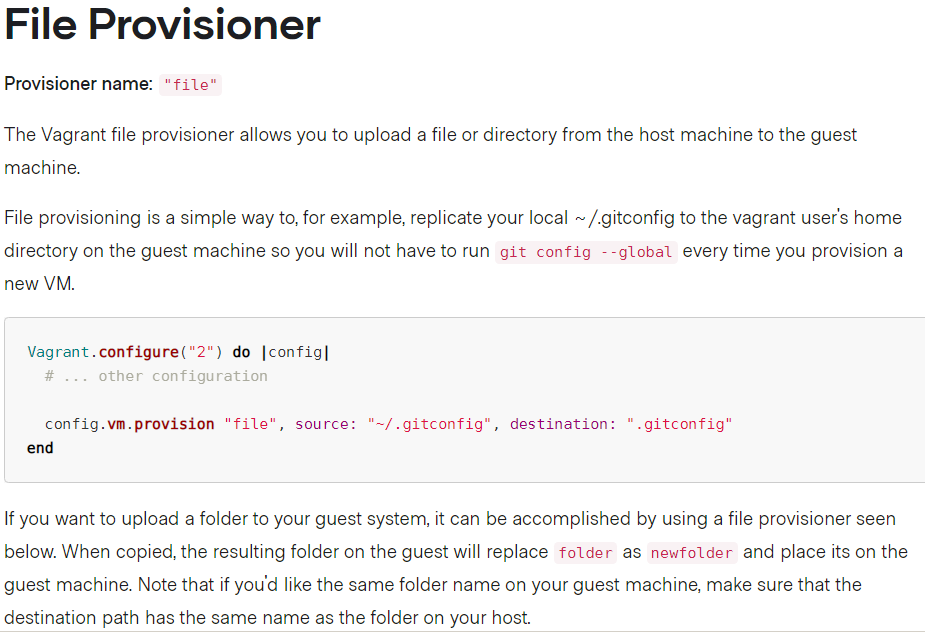 File Provisioner
Provisioner name: "file"
The Vagrant file provisioner allows you to upload a file or directory from the host machine to the guest
machine.
File provisioning is a simple way to, for example, replicate your local ~/.gitconfig to the vagrant user's home
directory on the guest machine so you will not have to run git config --global every time you provision a
new VM.
Vagrant.configure("2") do |config|
  # ... other configuration
  config.vm.provision "file", source: "~/.gitconfig", destination: ".gitconfig"
end
If you want to upload a folder to your guest system, it can be accomplished by using a file provisioner seen
below. When copied, the resulting folder on the guest will replace folder as newfolder and place its on the
guest machine. Note that if you'd like the same folder name on your guest machine, make sure that the
destination path has the same name as the folder on your host.